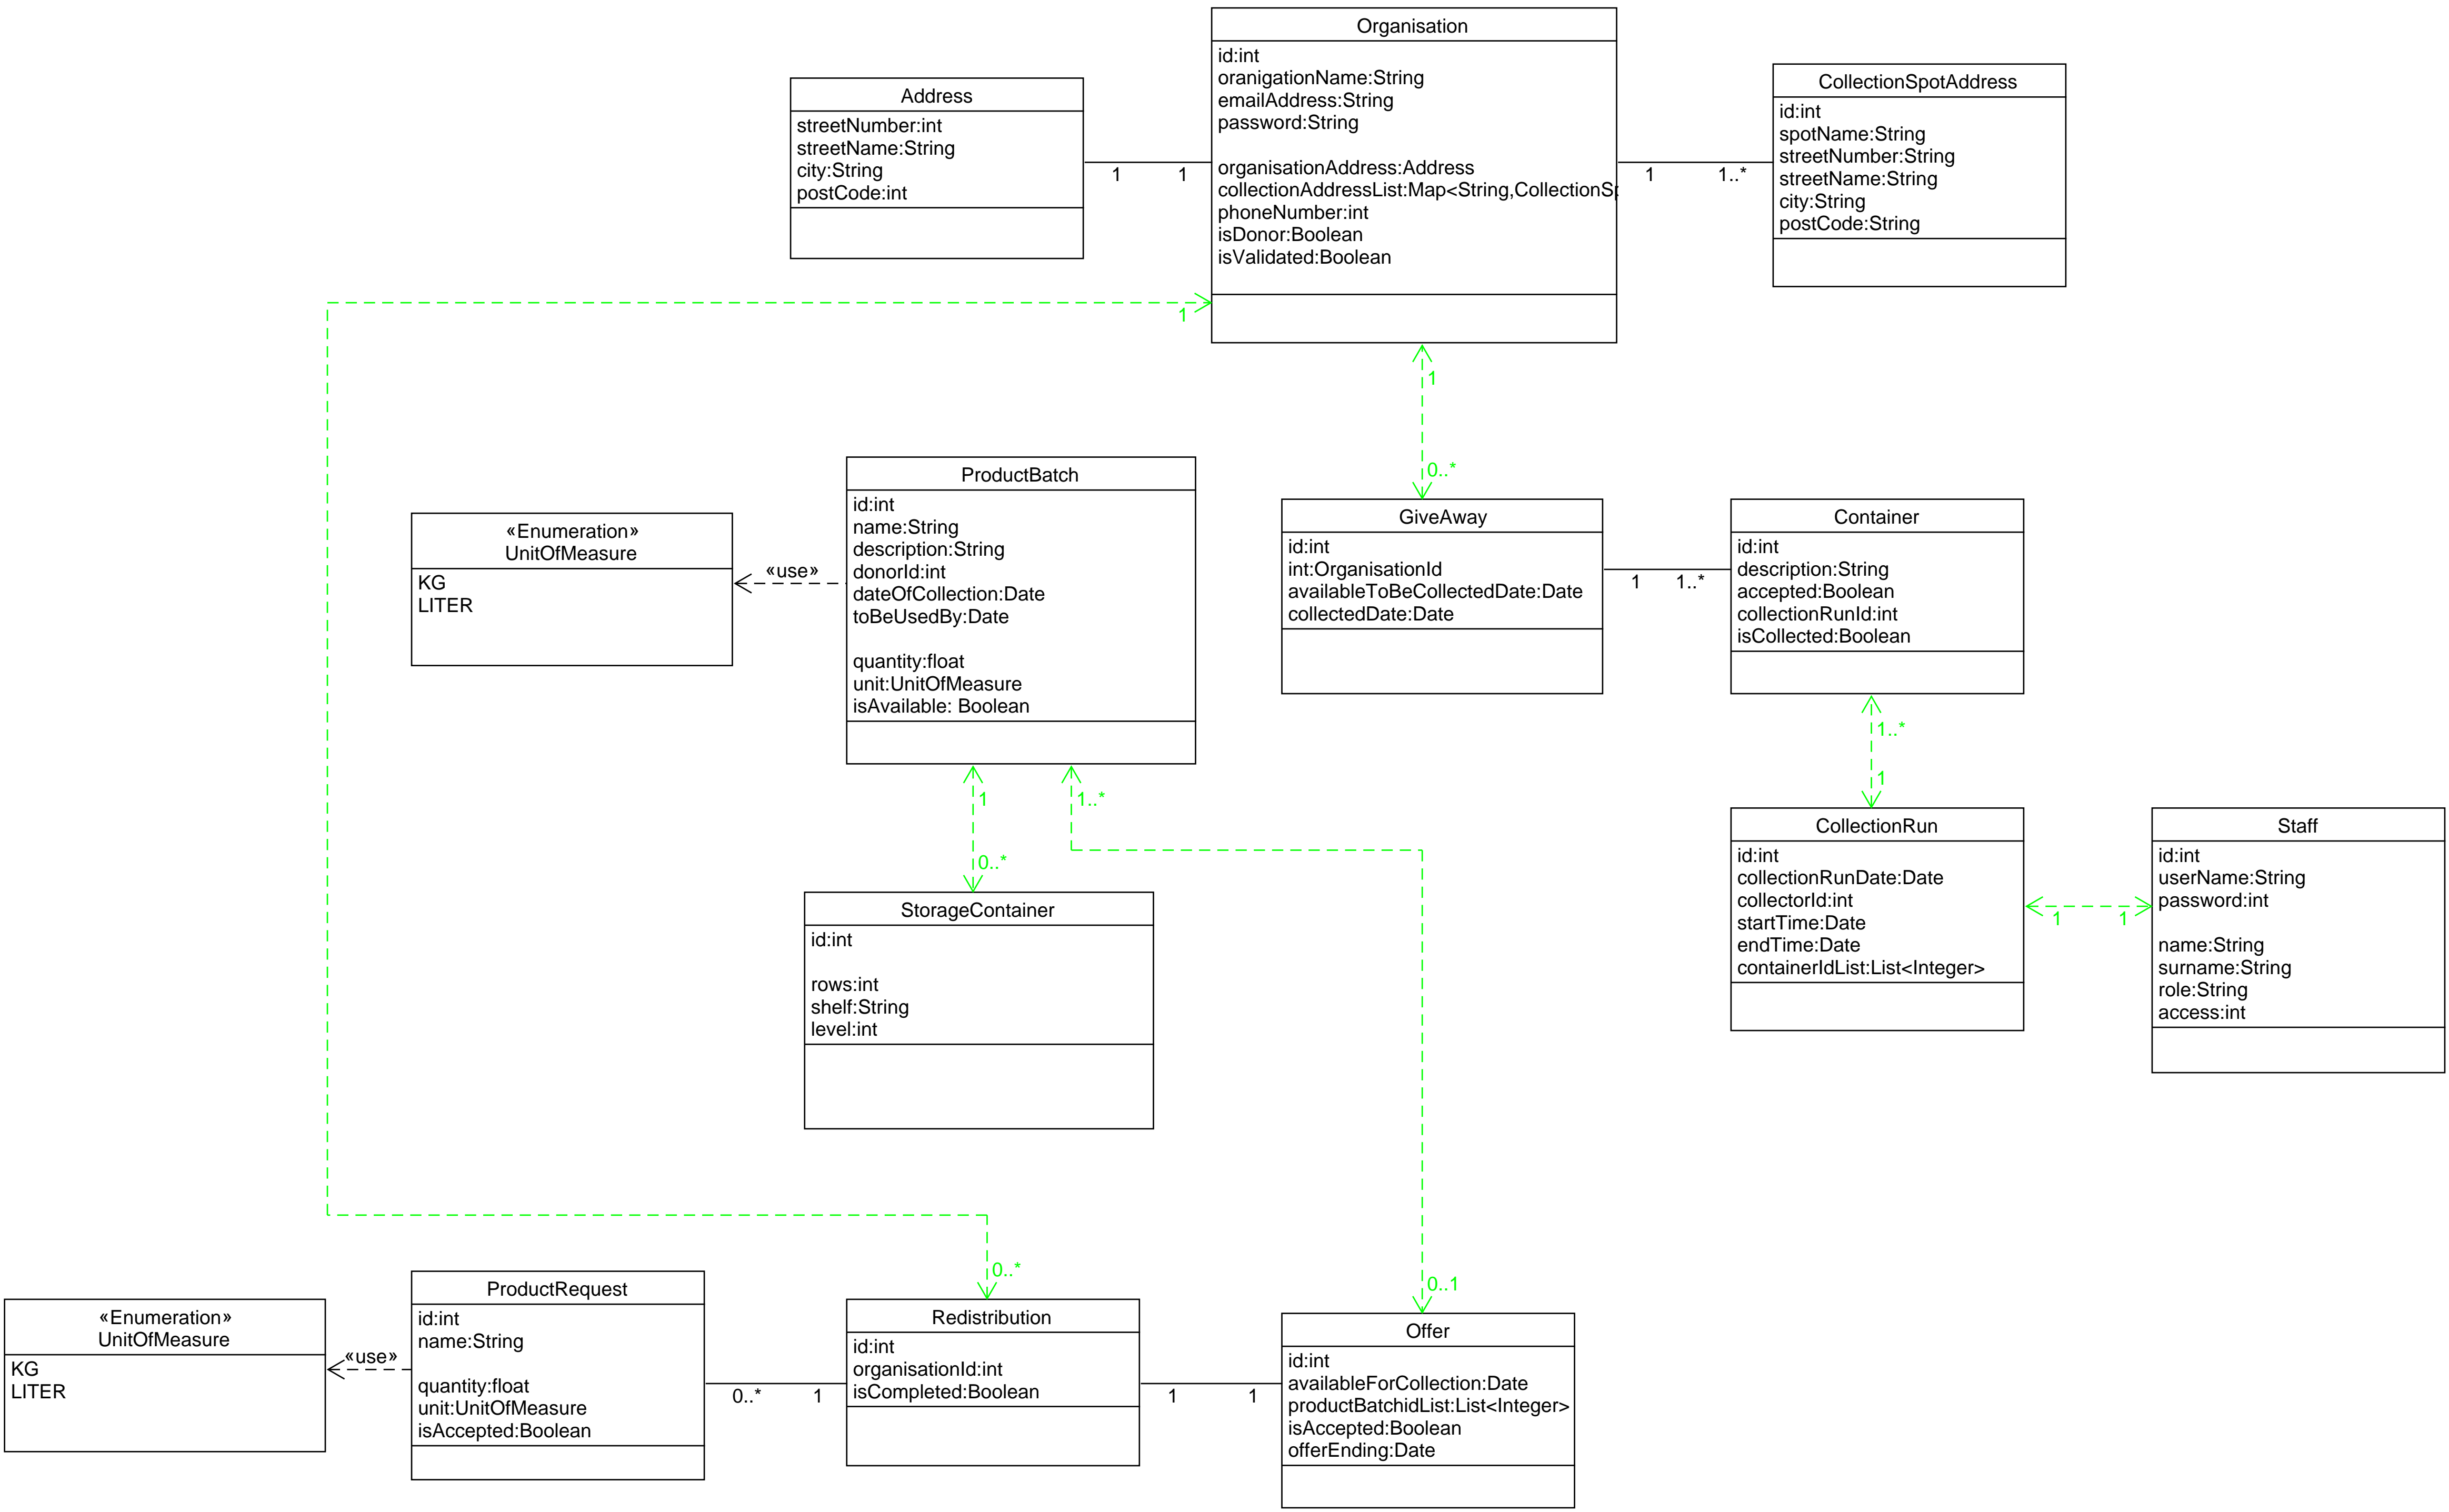 Organisation
id:int
oranigationName:String
emailAddress:String
password:String
organisationAddress:Address
collectionAddressList:Map<String,CollectionSp
phoneNumber:int
isDonor:Boolean
isValidated:Boolean
Address
streetNumber:int
streetName:String
city:String
postCode:int
1 1
CollectionSpotAddress
id:int
spotName:String
streetNumber:String
streetName:String
city:String
postCode:String
1 1..*
1
1
0..*
ProductBatch
id:int
name:String
description:String
donorId:int
dateOfCollection:Date
toBeUsedBy:Date
quantity:float
unit:UnitOfMeasure
isAvailable: Boolean
«Enumeration»
UnitOfMeasure
KG
LITER
«use»
GiveAway
id:int
int:OrganisationId
availableToBeCollectedDate:Date
collectedDate:Date
1 1..*
Container
id:int
description:String
accepted:Boolean
collectionRunId:int
isCollected:Boolean
1..*
1
1
0..*
1..*
0..1
CollectionRun
id:int
collectionRunDate:Date
collectorId:int
startTime:Date
endTime:Date
containerIdList:List<Integer>
1 1
Staff
id:int
userName:String
password:int
name:String
surname:String
role:String
access:int
StorageContainer
id:int
rows:int
shelf:String
level:int
0..*
«Enumeration»
UnitOfMeasure
KG
LITER
«use»
ProductRequest
id:int
name:String
quantity:float
unit:UnitOfMeasure
isAccepted:Boolean
0..* 1
Redistribution
id:int
organisationId:int
isCompleted:Boolean
1 1
Offer
id:int
availableForCollection:Date
productBatchidList:List<Integer>
isAccepted:Boolean
offerEnding:Date